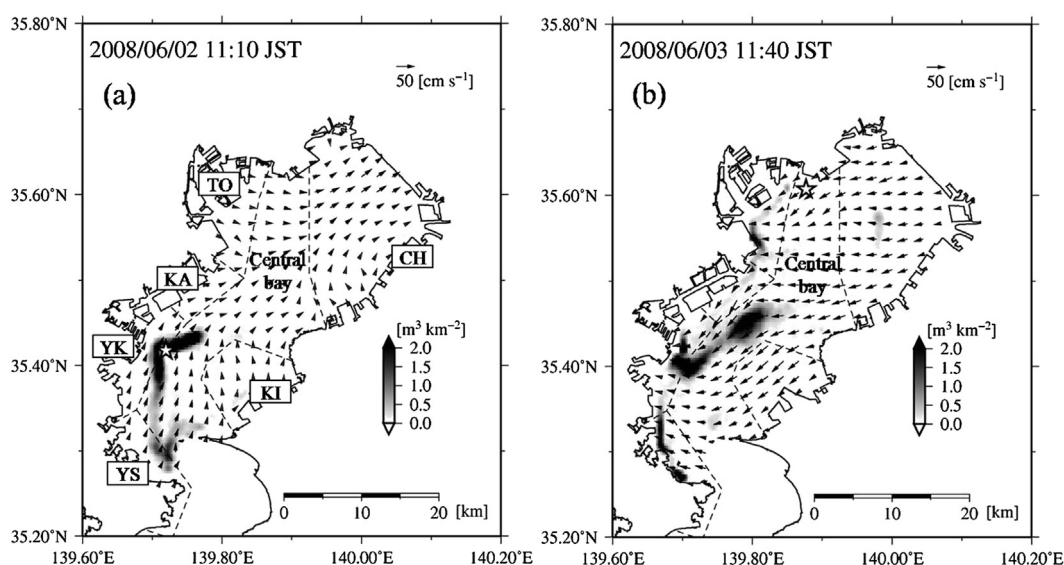 2008/06/02 11:10 JST
50 [cm s⁻¹]
(a)
TO
CH
Central
bay
KA
YK
KI
YS
[m³ km⁻²]
2.0
1.5
1.0
0.5
0.0
0 10 20 [km]
35.80°N
35.60°N
35.40°N
35.20°N
139.60°E 139.80°E 140.00°E 140.20°E
2008/06/03 11:40 JST
50 [cm s⁻¹]
(b)
Central
bay
[m³ km⁻²]
2.0
1.5
1.0
0.5
0.0
0 10 20 [km]
35.80°N
35.60°N
35.40°N
35.20°N
139.60°E 139.80°E 140.00°E 140.20°E